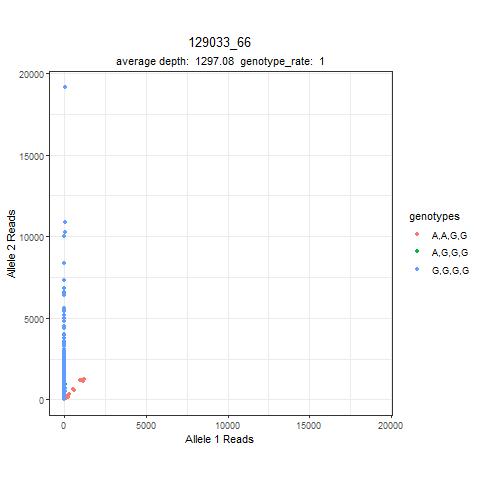 129033_66
average depth: 1297.08 genotype_rate: 1
20000
15000
10000
5000
0
Allele 2 Reads
0 5000 10000 15000 20000
Allele 1 Reads
genotypes
A,A,G,G
A,G,G,G
G,G,G,G